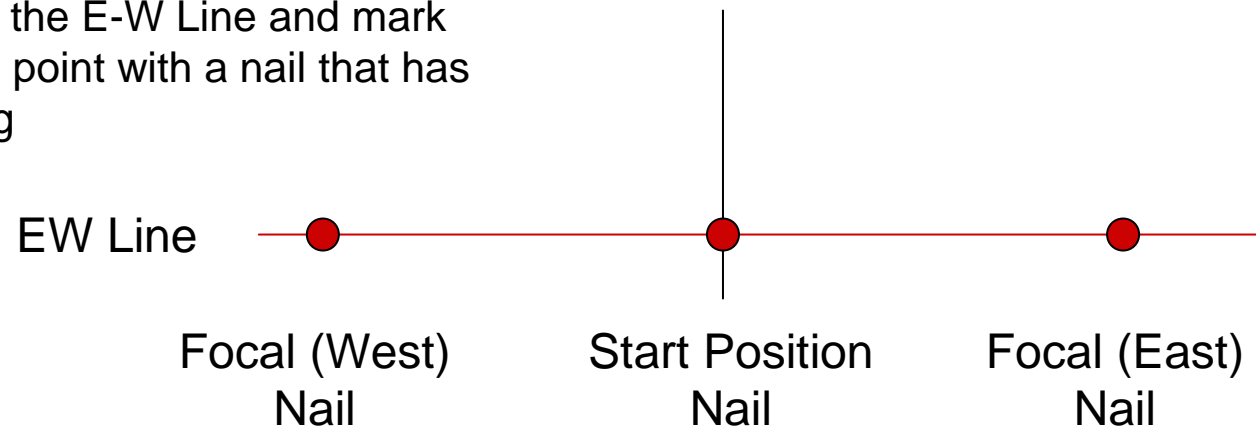 the E-W Line and mark
point with a nail that has
g
EW Line
Focal (West)
Nail
Start Position
Nail
Focal (East)
Nail